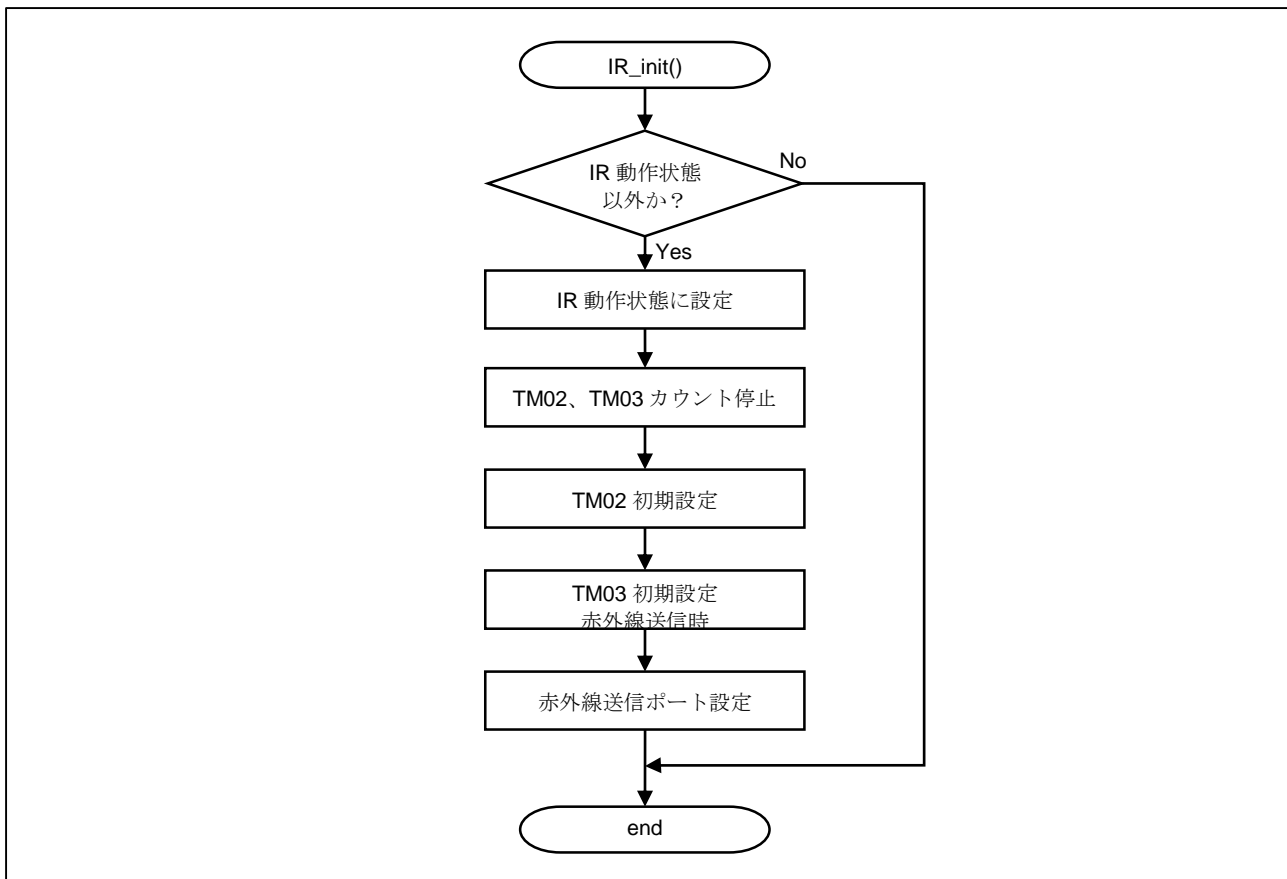 IR_init()
IR 動作状態
以外か？
No
Yes
IR 動作状態に設定
TM02、TM03 カウント停止
TM02 初期設定
TM03 初期設定
赤外線送信時
赤外線送信ポート設定
end